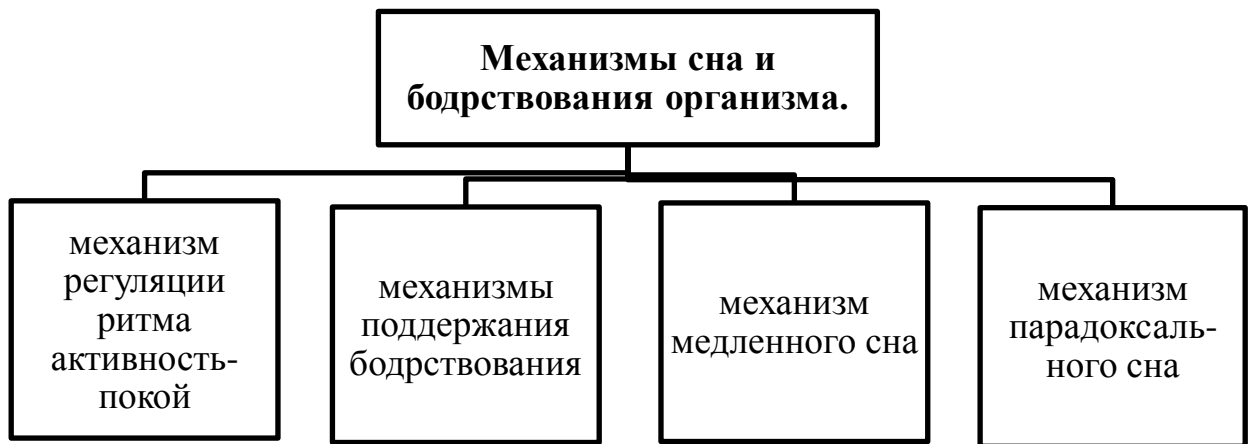 Механизмы сна и
бодрствования организма.
механизм
регуляции
ритма
активность-
покой
механизмы
поддержания
бодрствования
механизм
медленного сна
механизм
парадоксаль-
ного сна